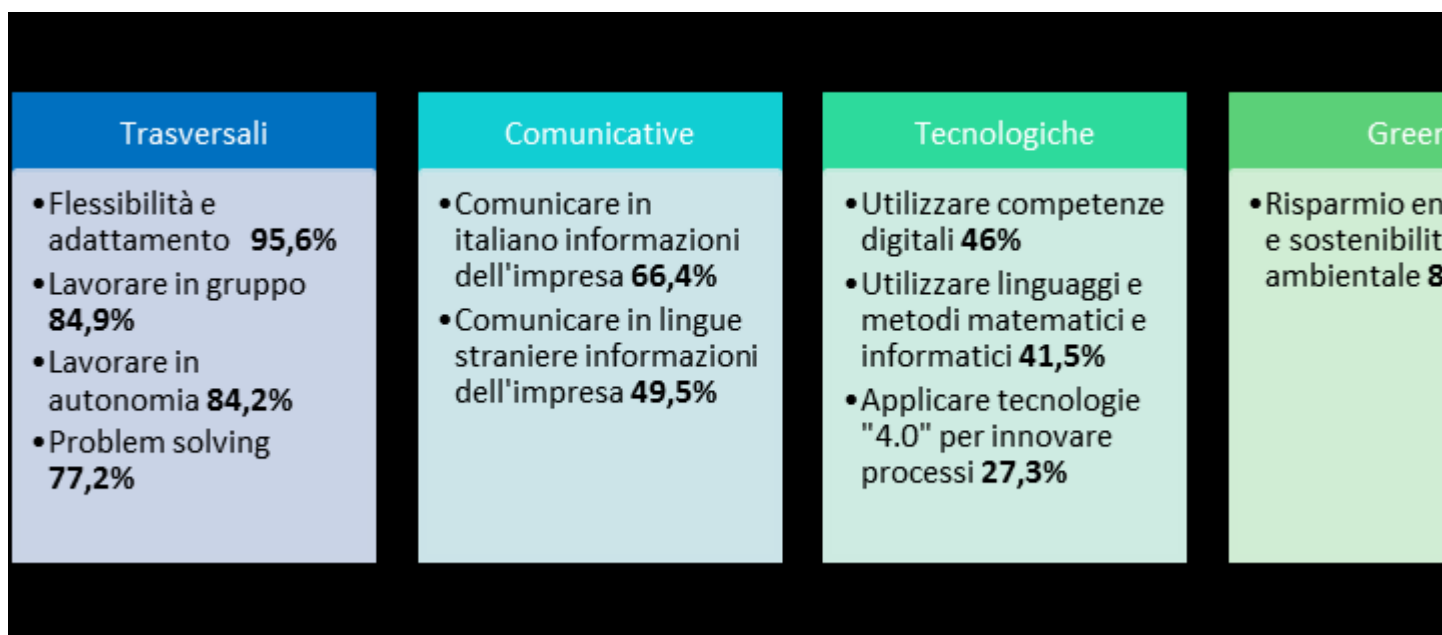 Trasversali
•Flessibilità e
adattamento 95,6%
•Lavorare in gruppo
84,9%
•Lavorare in
autonomia 84,2%
•Problem solving
77,2%
Comunicative
•Comunicare in
italiano informazioni
dell'impresa 66,4%
•Comunicare in lingue
straniere informazioni
dell'impresa 49,5%
Tecnologiche
•Utilizzare competenze
digitali 46%
•Utilizzare linguaggi e
metodi matematici e
informatici 41,5%
•Applicare tecnologie
"4.0" per innovare
processi 27,3%
Green
•Risparmio
e
ambientale